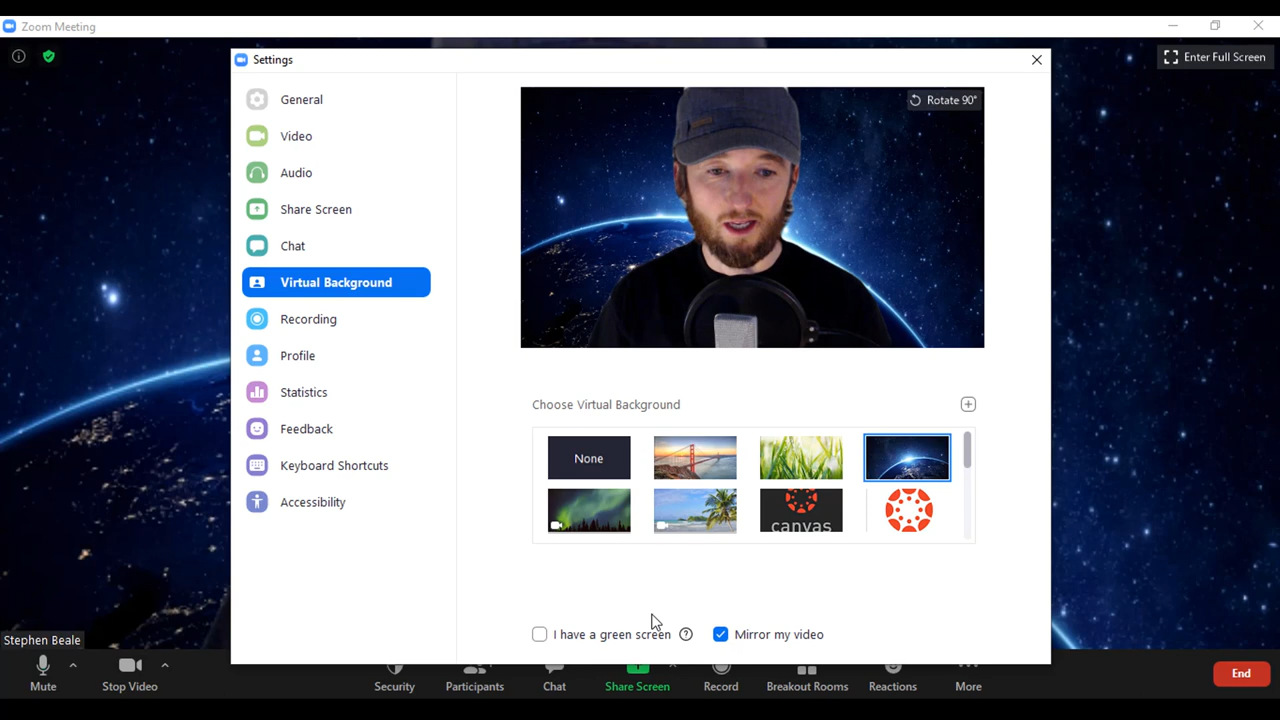 Zoom Meeting
Settings
Enter Full Screen
General
Rotate 90°
Video
Audio
Share Screen
Chat
Virtual Background
Recording
Profile
Statistics
Choose Virtual Background
Feedback
None
Keyboard Shortcuts
Accessibility
canvas
I have a green screen
Mirror my video
Stephen Beale
Mute
Stop Video
Security
Participants
Chat
Share Screen
Record
Breakout Rooms
Reactions
More
End